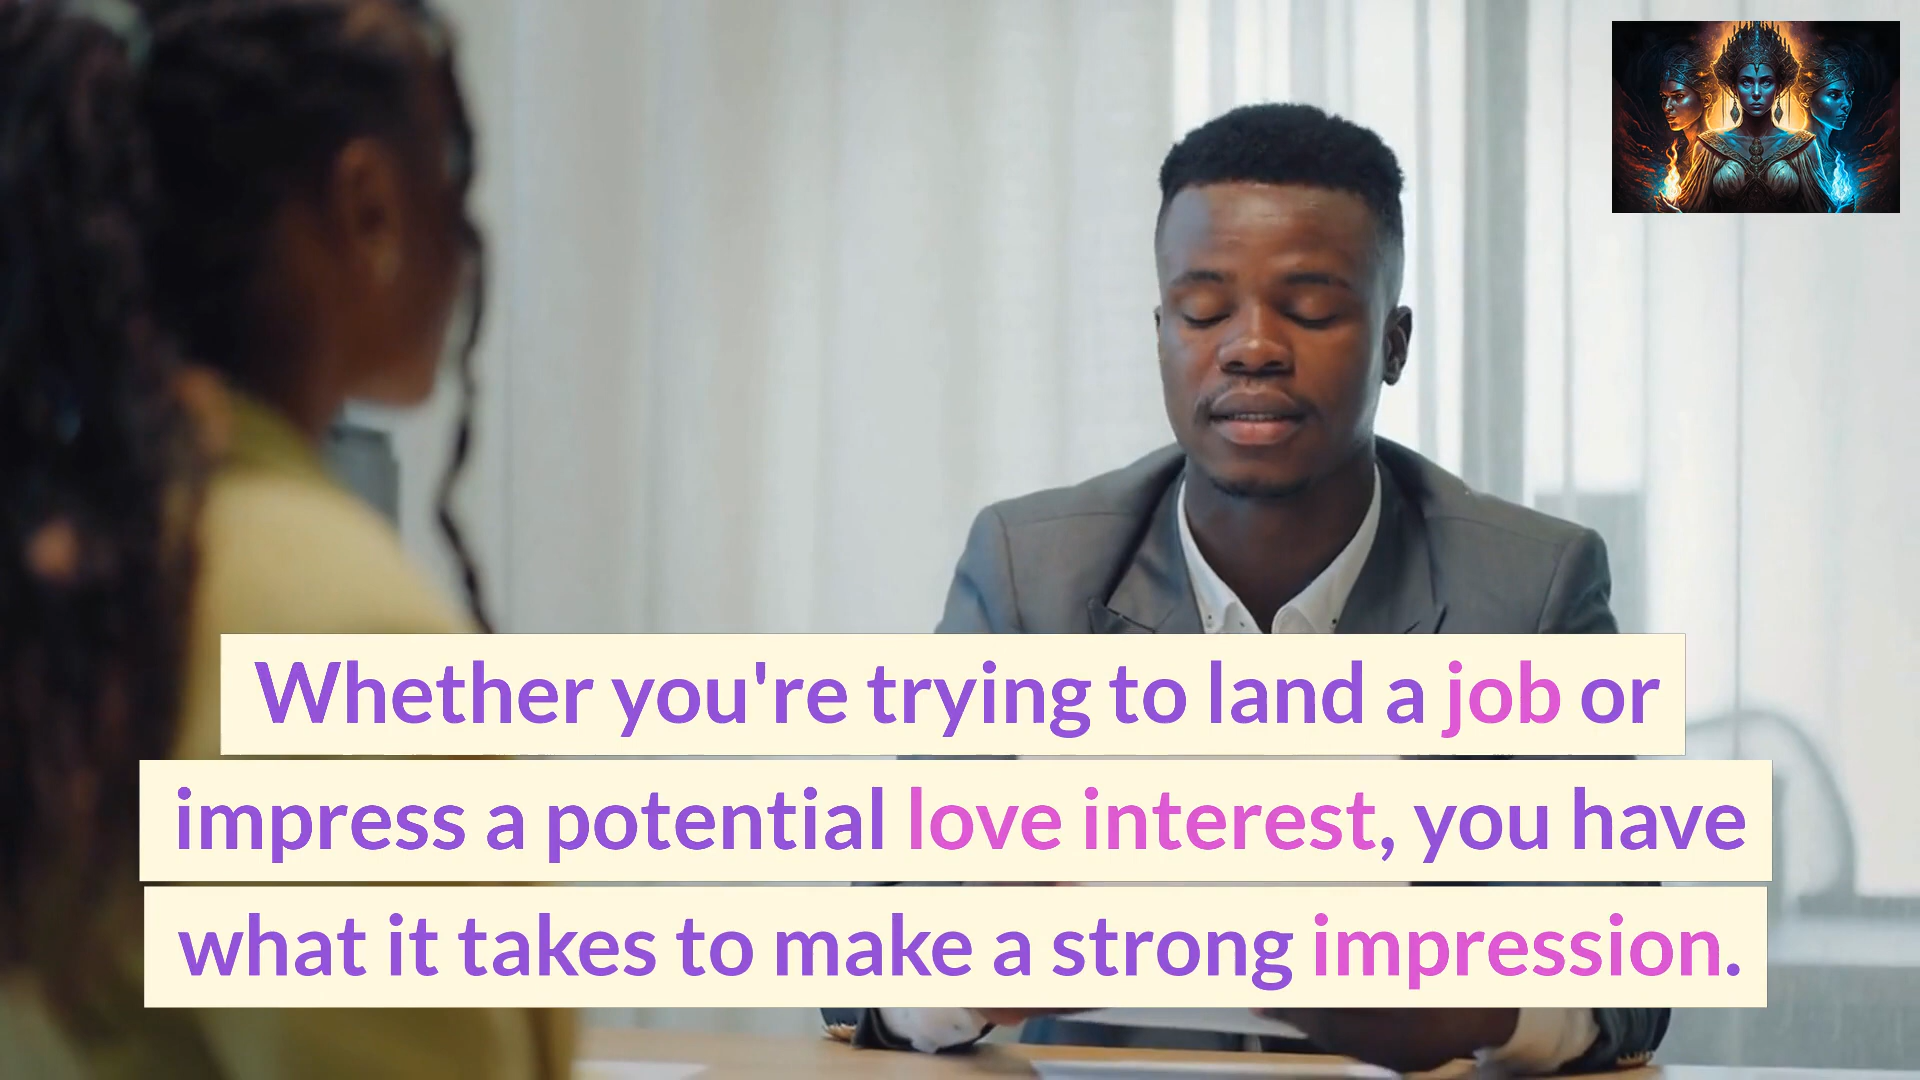 Whether you're trying to land a job or
impress a potential love interest, you have
what it takes to make a strong impression.